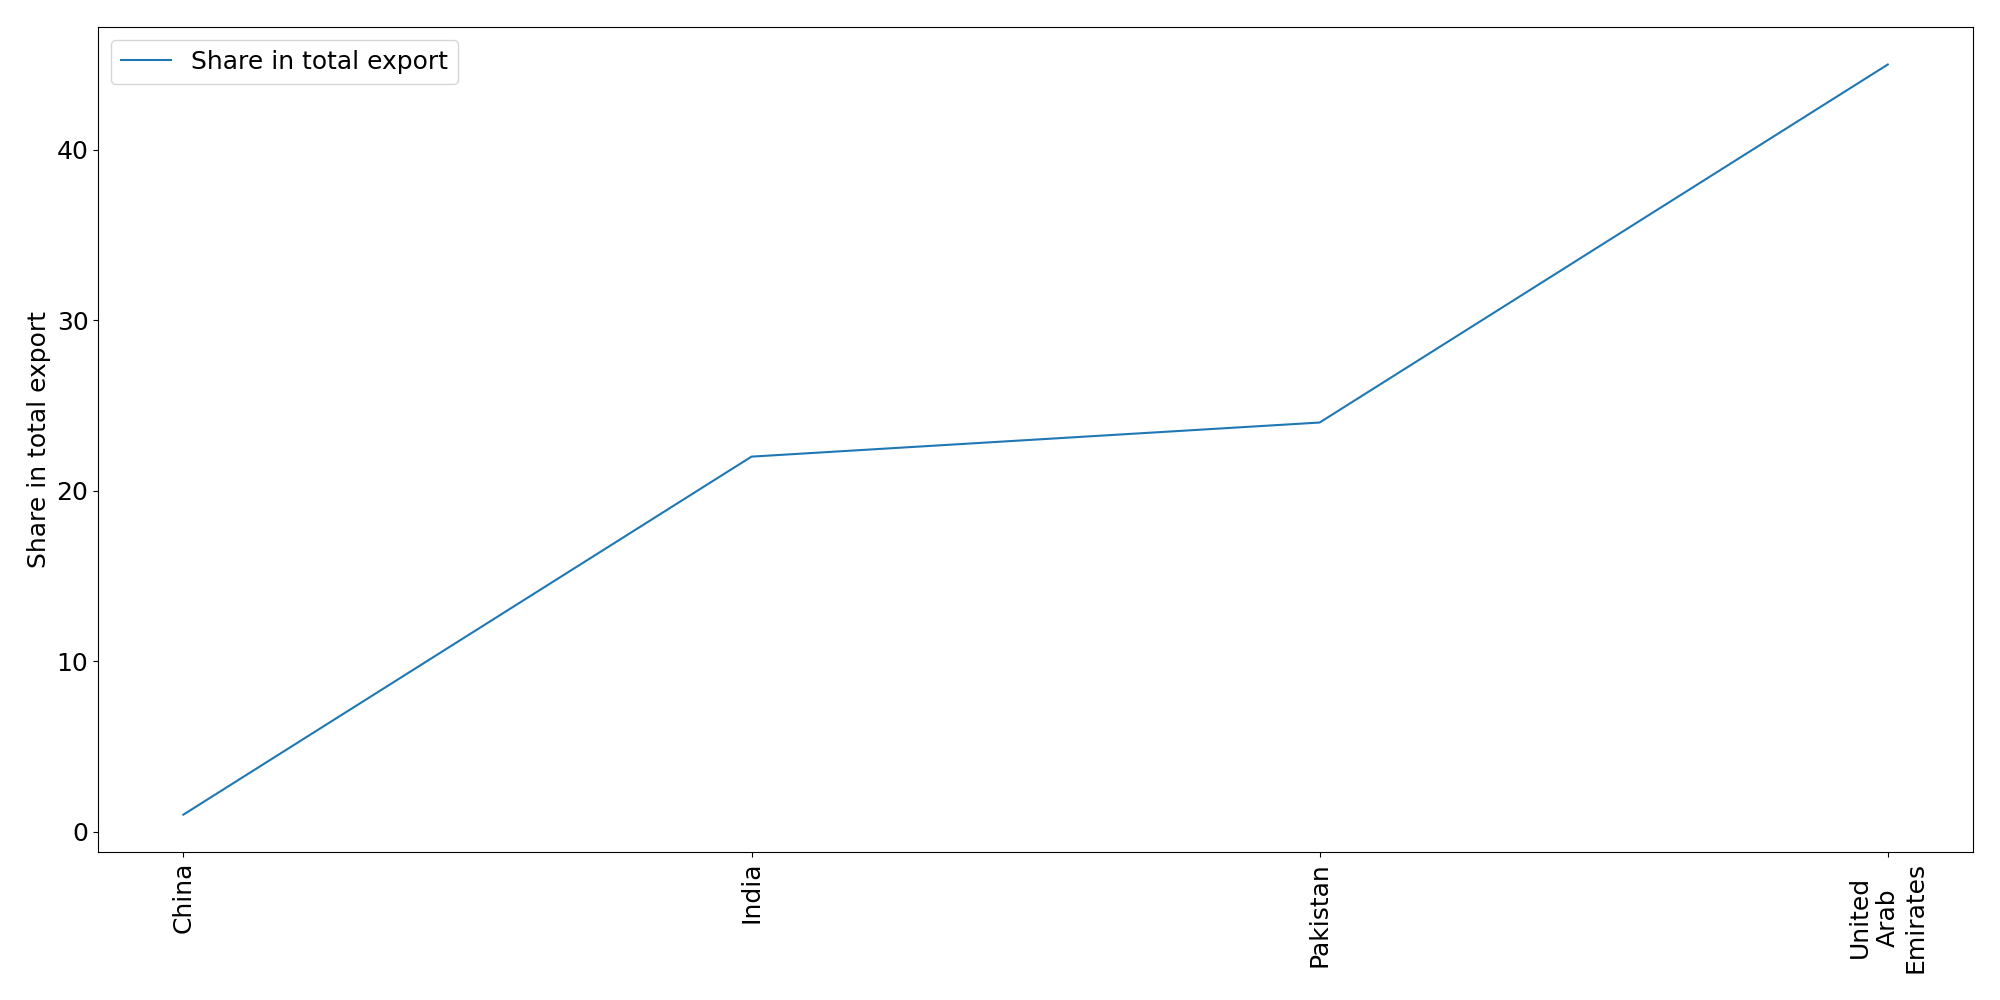 Share in total export
Share in total export
40
30
20
10
0
China
India
Pakistan
United
Arab
Emirates